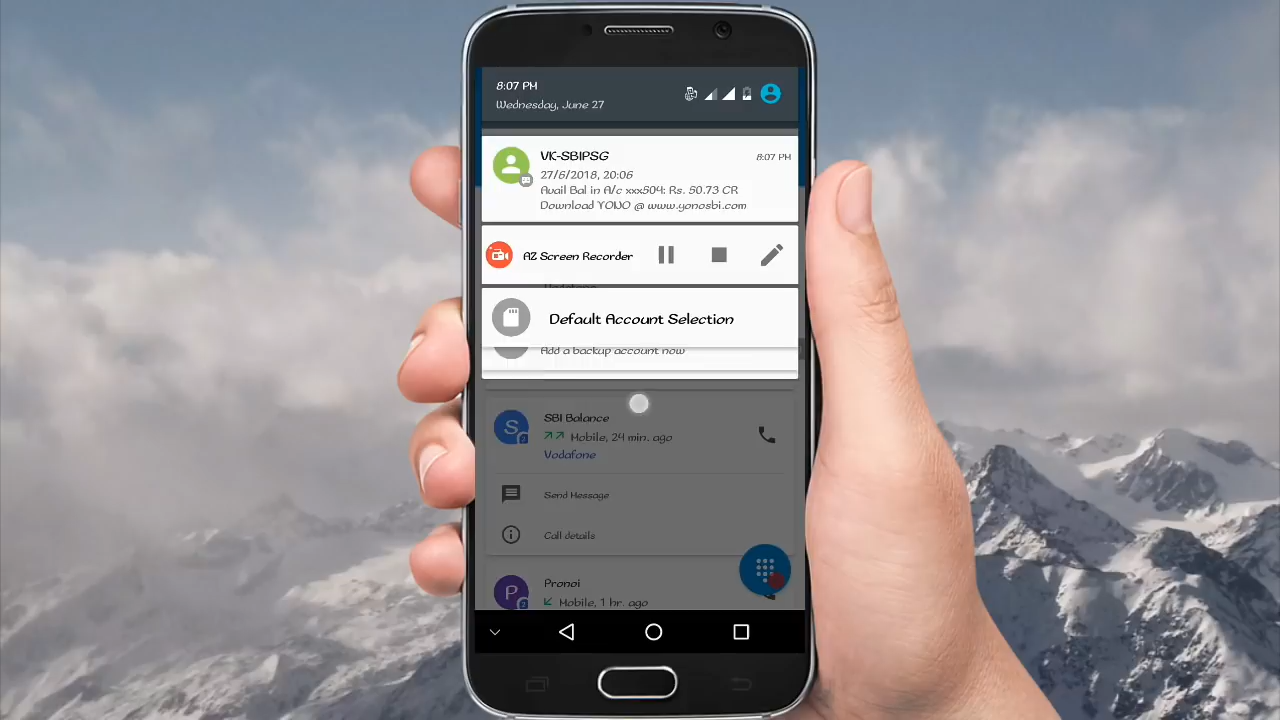 8:07 PM
Wednesday, June 27
VK-SBIPSG
8:07 PM
27/6/2018, 20:06
Avail Bal in A/c xxx504: Rs. 50.73 CR
Download YONO @ www.yonosbi.com
AZ Screen Recorder
Default Account Selection
Add a backup account now
S
SBI Balance
Mobile, 24 min. ago
Vodafone
Send Message
Call details
P
Pronoi
Mobile, 1 hr. ago